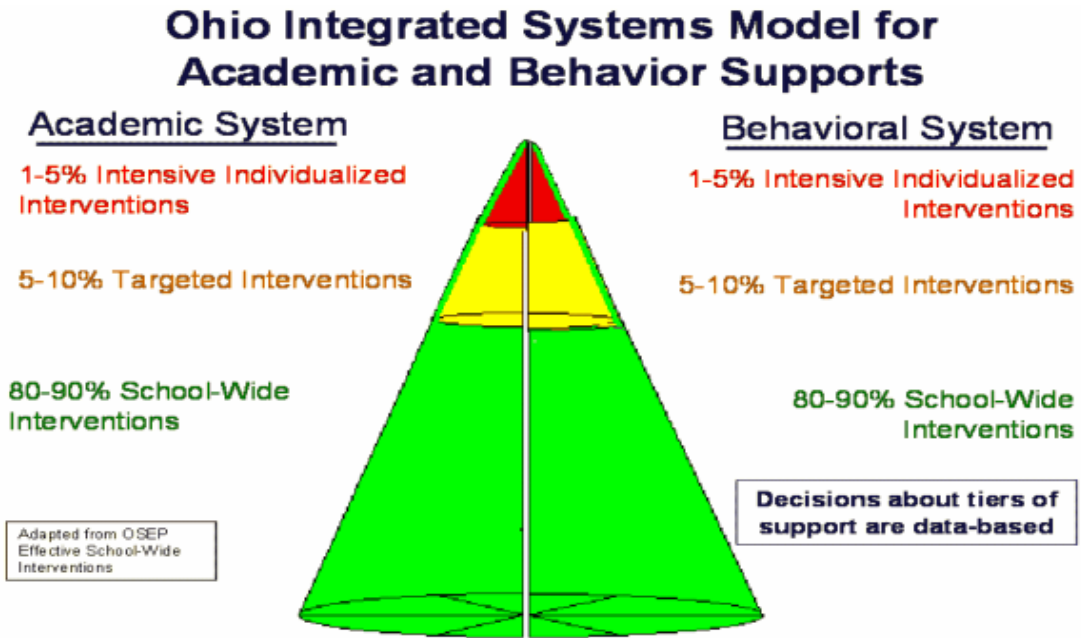 Ohio Integrated Systems Model for
Academic and Behavior Supports
Academic System
1-5% Intensive Individualized
Interventions
5-10% Targeted Interventions
80-90% School-Wide
Interventions
Adapted from OSEP
Effective School-Wide
Interventions
Behavioral System
1-5% Intensive Individualized
Interventions
5-10% Targeted Interventions
80-90% School-Wide
Interventions
Decisions about tiers of
support are data-based